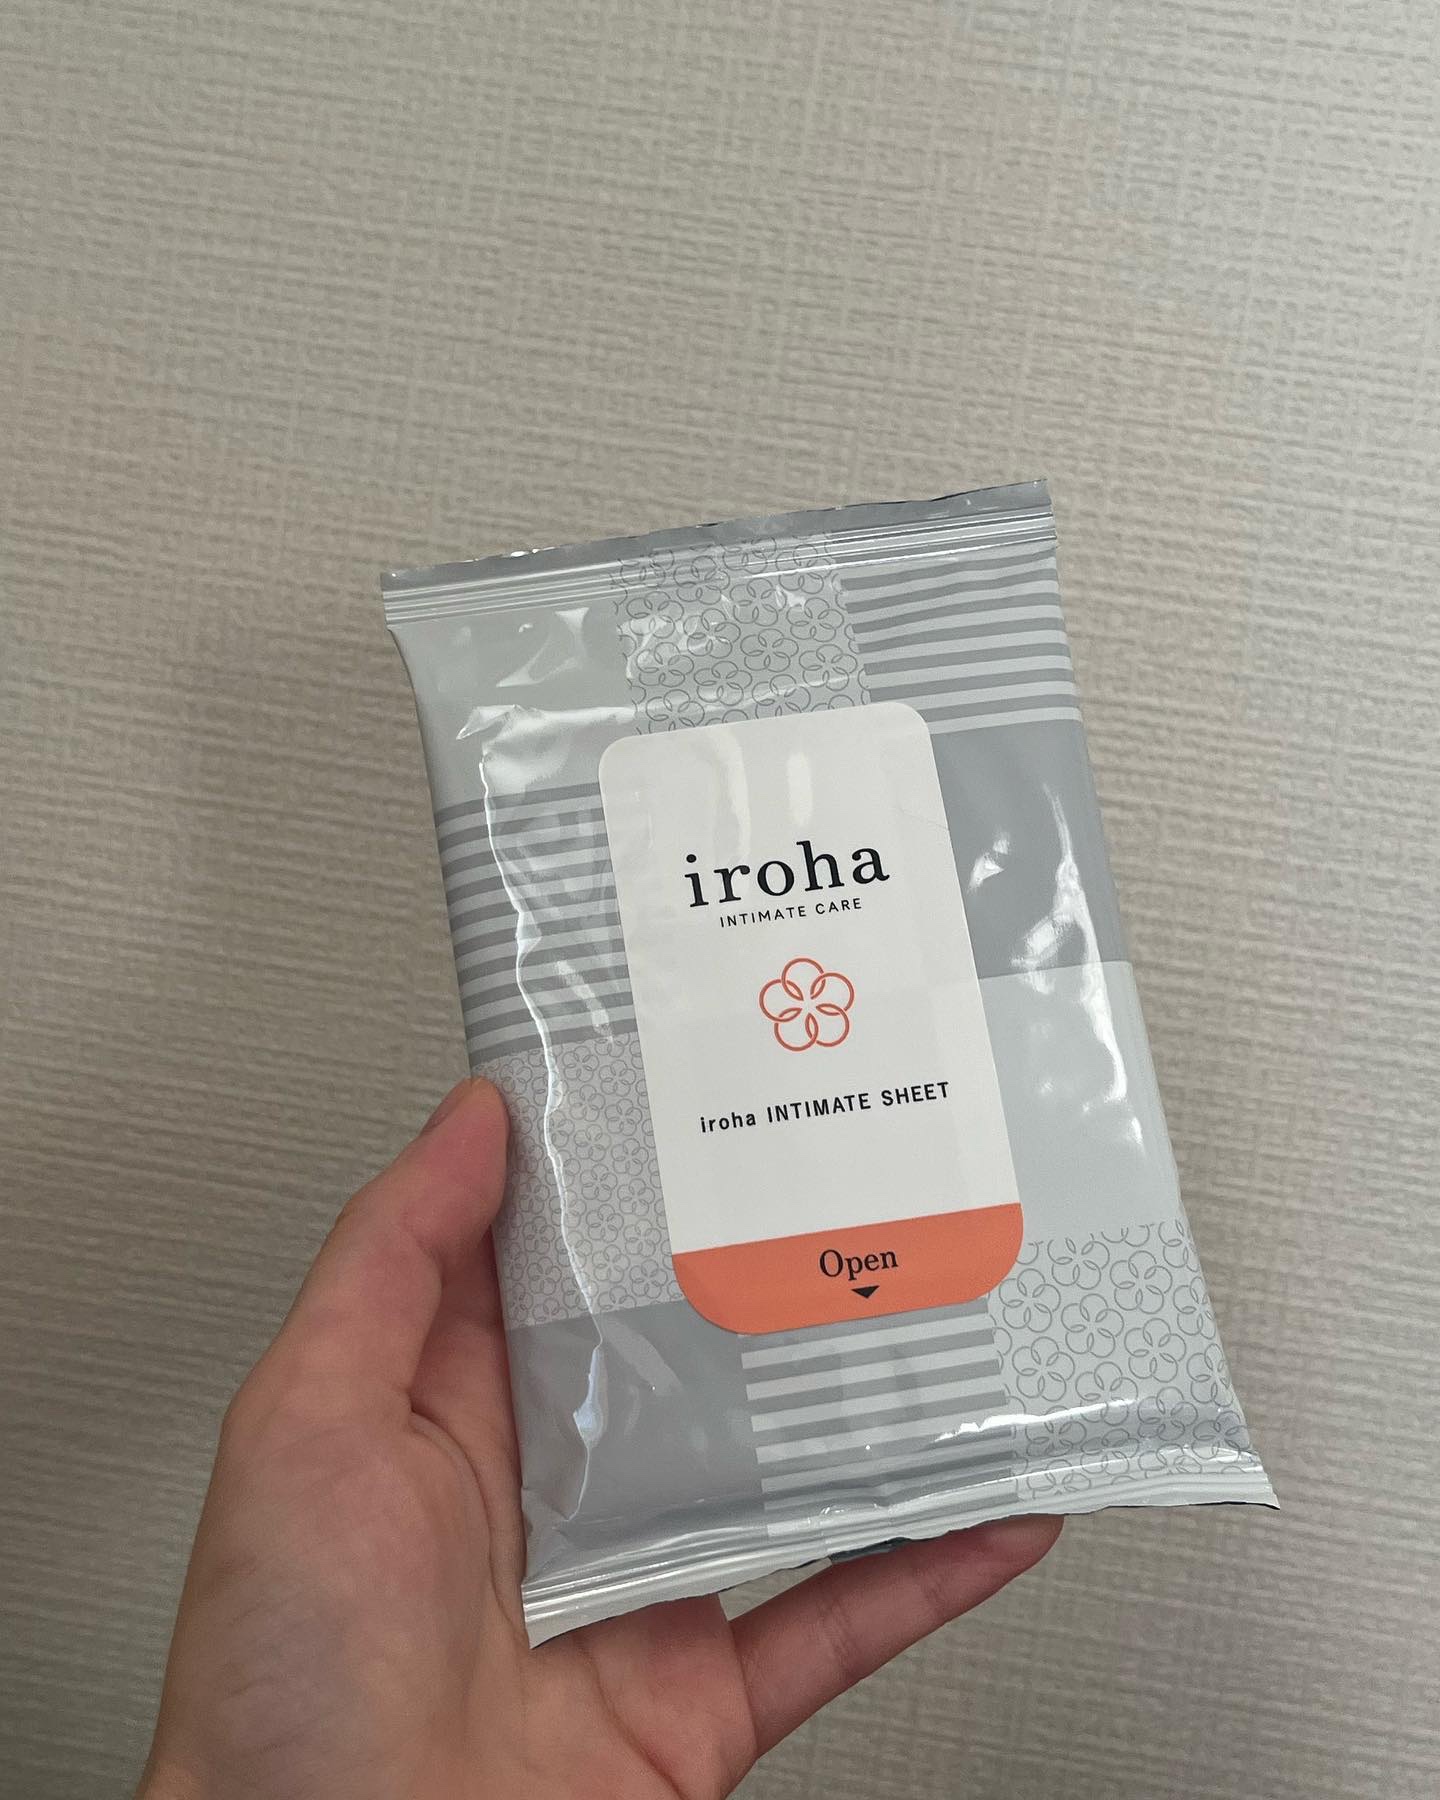 iroha
INTIMATE CARE
iroha INTIMATE SHEET
Open